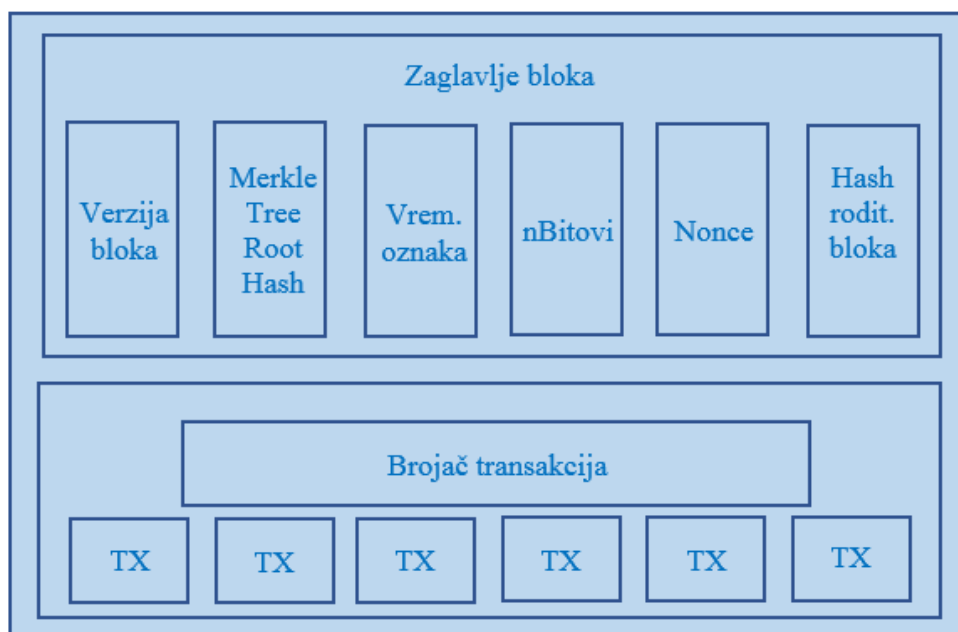 Zaglavlje bloka
Verzija
bloka
Merkle
Tree
Root
Hash
Vrem.
oznaka
nBitovi
Nonce
Hash
rodit.
bloka
Brojač transakcija
TX
TX
TX
TX
TX
TX